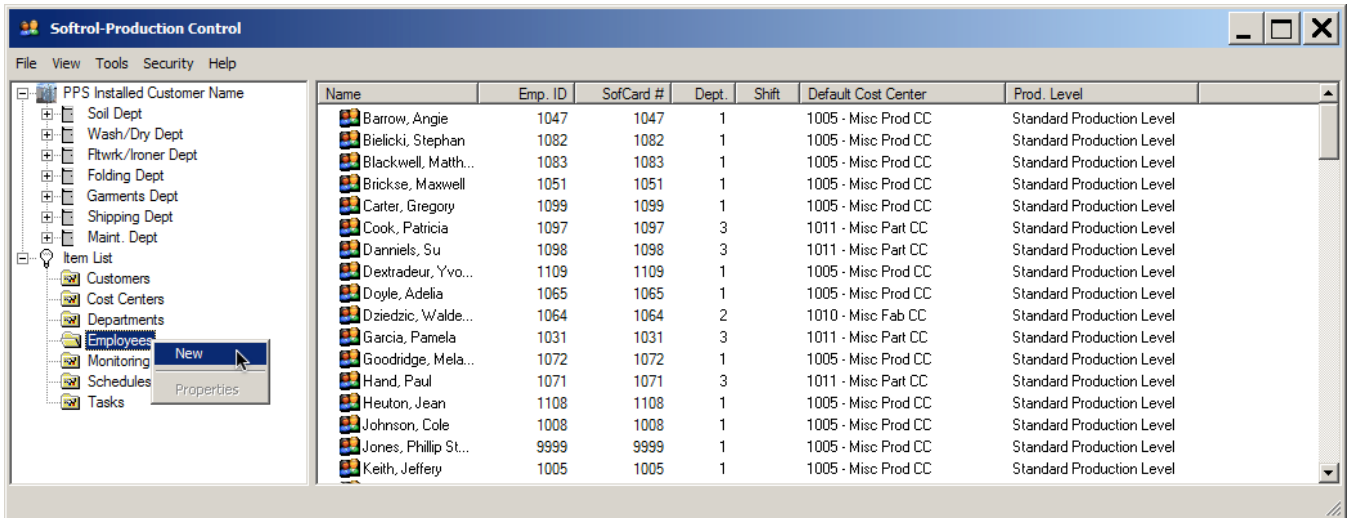 Softrol-Production Control
File View Tools Security Help
PPS Installed Customer Name
Soil Dept
Wash/Dry Dept
Fltwrk/Ironer Dept
Folding Dept
Garments Dept
Shipping Dept
Maint. Dept
Item List
Customers
Cost Centers
Departments
Employees
Monitoring
Schedules
Tasks
New
Properties
Name Emp. ID SofCard # Dept. Shift Default Cost Center Prod. Level
Barrow, Angie 1047 1047 1 1005 - Misc Prod CC Standard Production Level
Bielicki, Stephan 1082 1082 1 1005 - Misc Prod CC Standard Production Level
Blackwell, Matth... 1083 1083 1 1005 - Misc Prod CC Standard Production Level
Brickse, Maxwell 1051 1051 1 1005 - Misc Prod CC Standard Production Level
Carter, Gregory 1099 1099 1 1005 - Misc Prod CC Standard Production Level
Cook, Patricia 1097 1097 3 1011 - Misc Part CC Standard Production Level
Danniels, Su 1098 1098 3 1011 - Misc Part CC Standard Production Level
Dextradeur, Yvo... 1109 1109 1 1005 - Misc Prod CC Standard Production Level
Doyle, Adelia 1065 1065 1 1005 - Misc Prod CC Standard Production Level
Dziedzic, Walde... 1064 1064 2 1010 - Misc Fab CC Standard Production Level
Garcia, Pamela 1031 1031 3 1011 - Misc Part CC Standard Production Level
Goodridge, Mela... 1072 1072 1 1005 - Misc Prod CC Standard Production Level
Hand, Paul 1071 1071 3 1011 - Misc Part CC Standard Production Level
Heuton, Jean 1108 1108 1 1005 - Misc Prod CC Standard Production Level
Johnson, Cole 1008 1008 1 1005 - Misc Prod CC Standard Production Level
Jones, Phillip St... 9999 9999 1 1005 - Misc Prod CC Standard Production Level
Keith, Jeffery 1005 1005 1 1005 - Misc Prod CC Standard Production Level